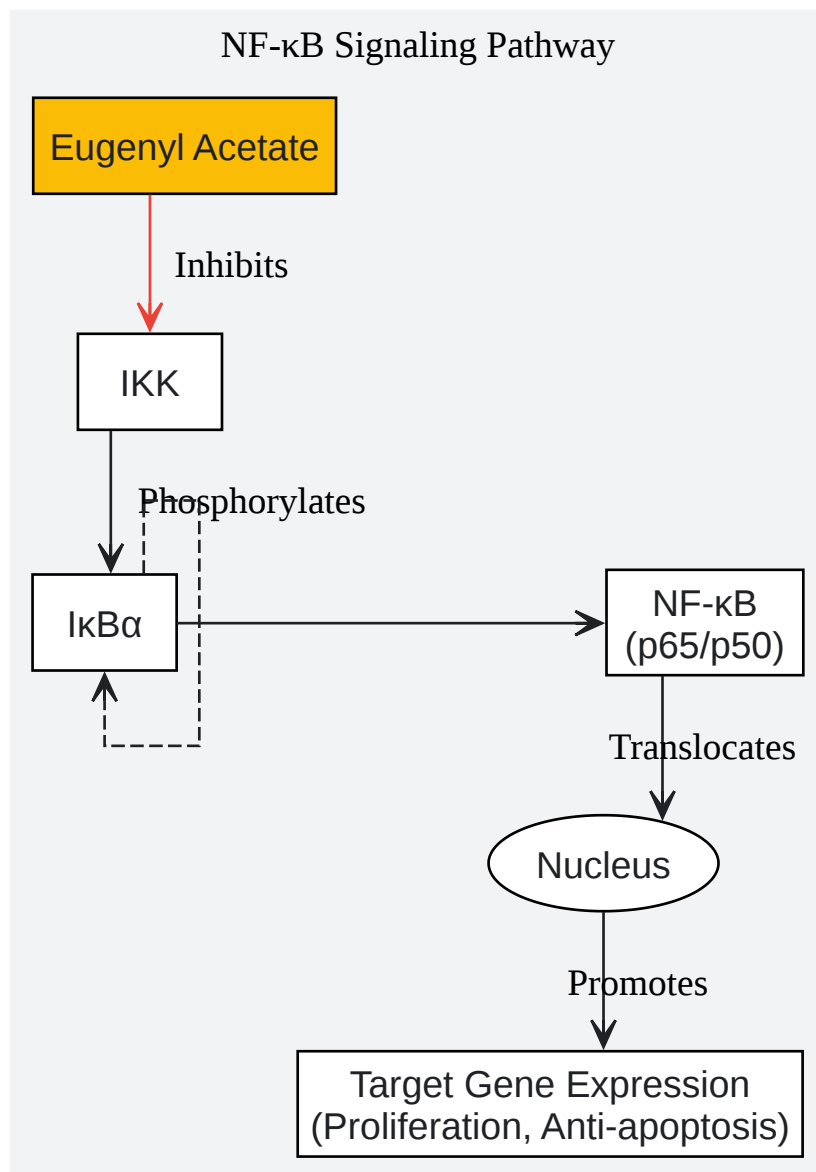 NF-κB Signaling Pathway
Eugenyl Acetate
Inhibits
IKK
Phosphorylates
IκBα
NF-κB
(p65/p50)
Translocates
Nucleus
Promotes
Target Gene Expression
(Proliferation, Anti-apoptosis)